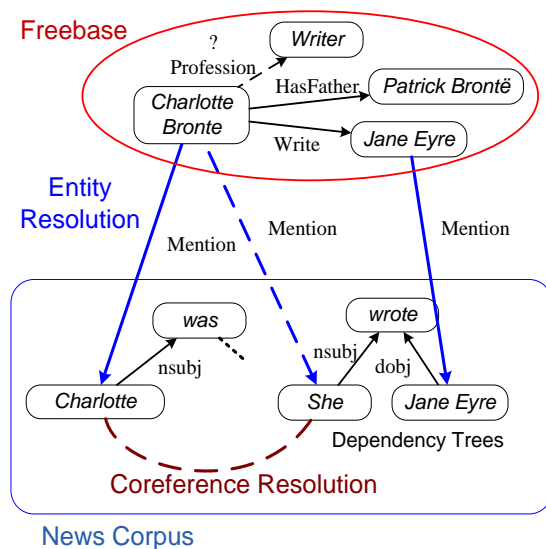 Freebase
?
Writer
Profession
HasFather
Patrick Brontë
Charlotte
Bronte
Write
Jane Eyre
Entity
Resolution
Mention
Mention
Mention
was
wrote
nsubj
nsubj
dobj
Charlotte
She
Jane Eyre
Dependency Trees
Coreference Resolution
News Corpus